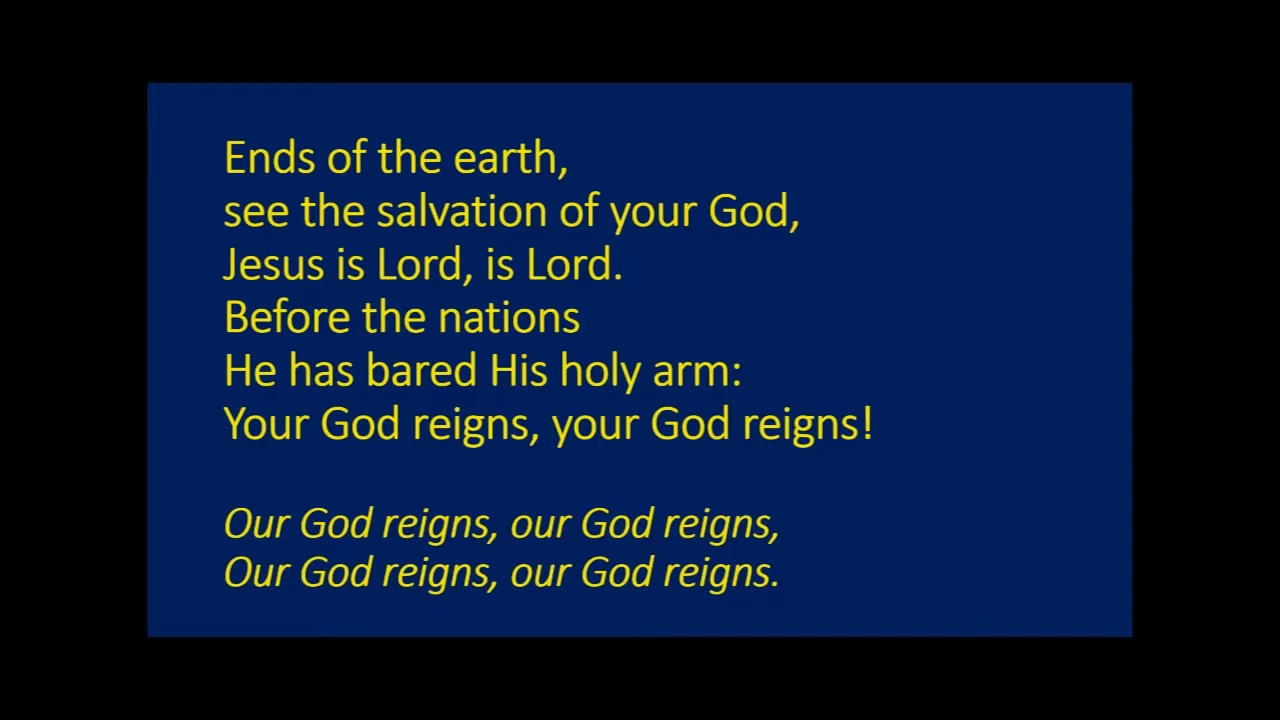 Ends of the earth,
see the salvation of your God,
Jesus is Lord, is Lord.
Before the nations
He has bared His holy arm:
Your God reigns, your God reigns!
Our God reigns, our God reigns,
Our God reigns, our God reigns.